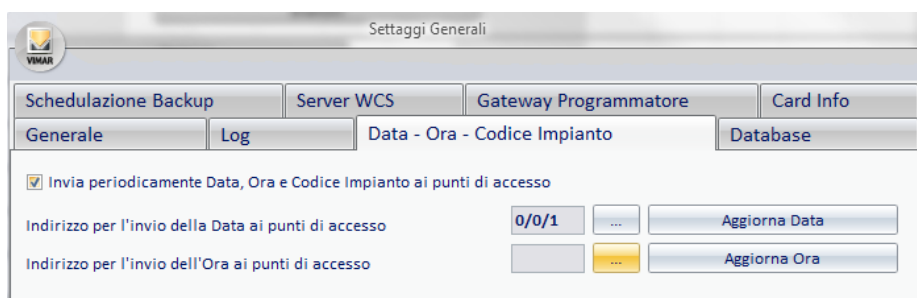 Settaggi Generali
VIMAR
Schedulazione Backup Server WCS Gateway Programmatore Card Info
Generale Log Data - Ora - Codice Impianto Database
Invia periodicamente Data, Ora e Codice Impianto ai punti di accesso
Indirizzo per l'invio della Data ai punti di accesso 0/0/1 ... Aggiorna Data
Indirizzo per l'invio dell'Ora ai punti di accesso ... Aggiorna Ora